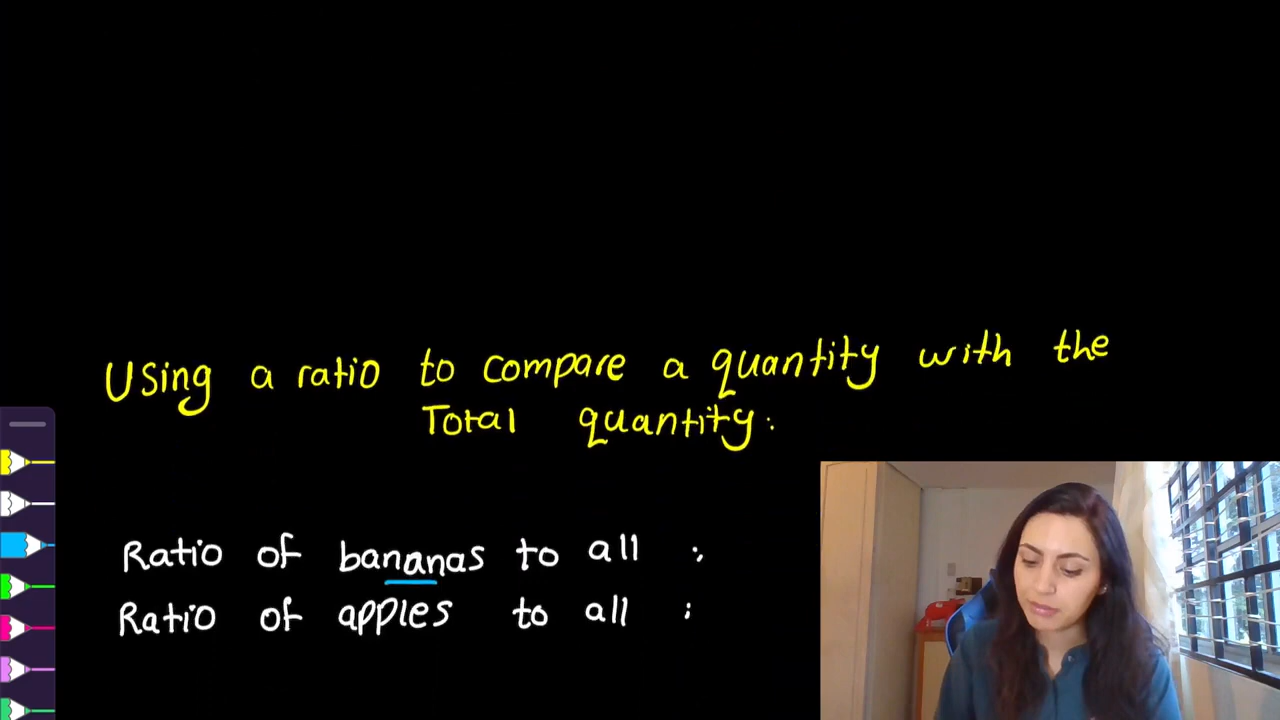 Using a ratio to compare a quantity with the
Total quantity:
Ratio of bananas to all :
Ratio of apples to all :